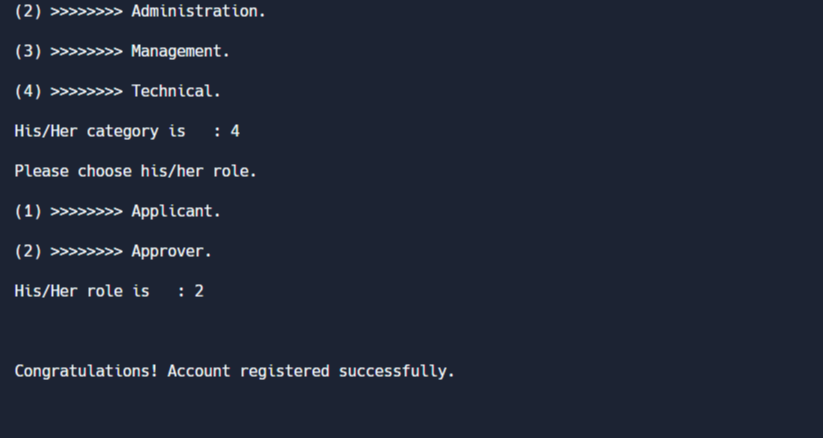 (2) >>>>>>>> Administration.
(3) >>>>>>>> Management.
(4) >>>>>>>> Technical.
His/Her category is   : 4
Please choose his/her role.
(1) >>>>>>>> Applicant.
(2) >>>>>>>> Approver.
His/Her role is   : 2
Congratulations! Account registered successfully.